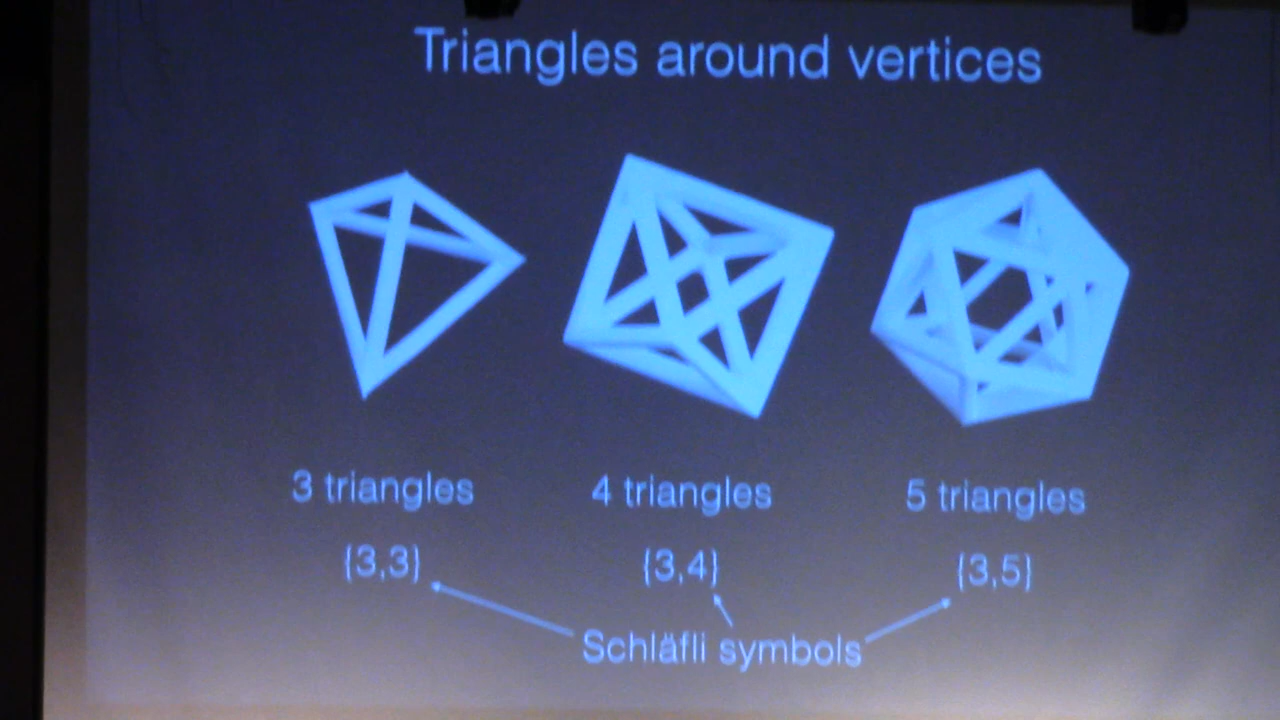 Triangles around vertices
3 triangles
4 triangles
5 triangles
{3,3}
{3,4}
{3,5}
Schläfli symbols